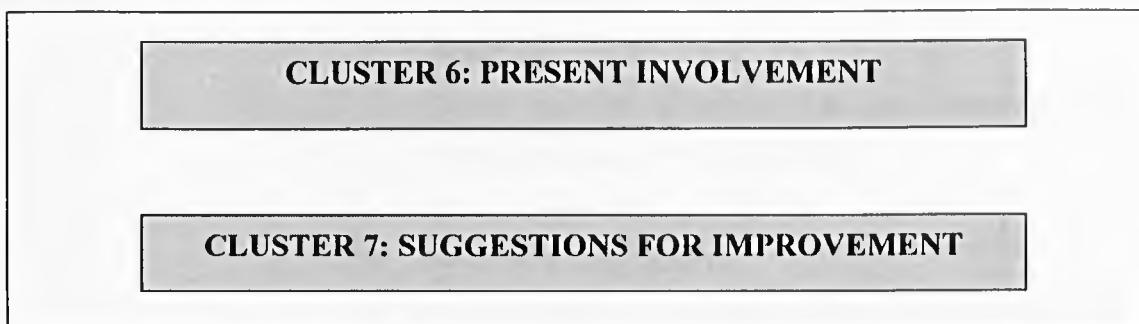 CLUSTER 6: PRESENT INVOLVEMENT
CLUSTER 7: SUGGESTIONS FOR IMPROVEMENT